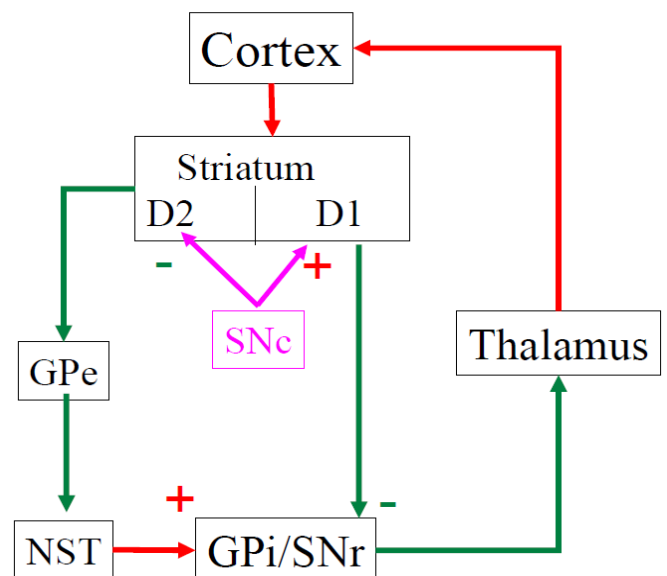 Cortex
Striatum
D2 D1
- +
SNc
Thalamus
GPe
+ -
NST GPi/SNr